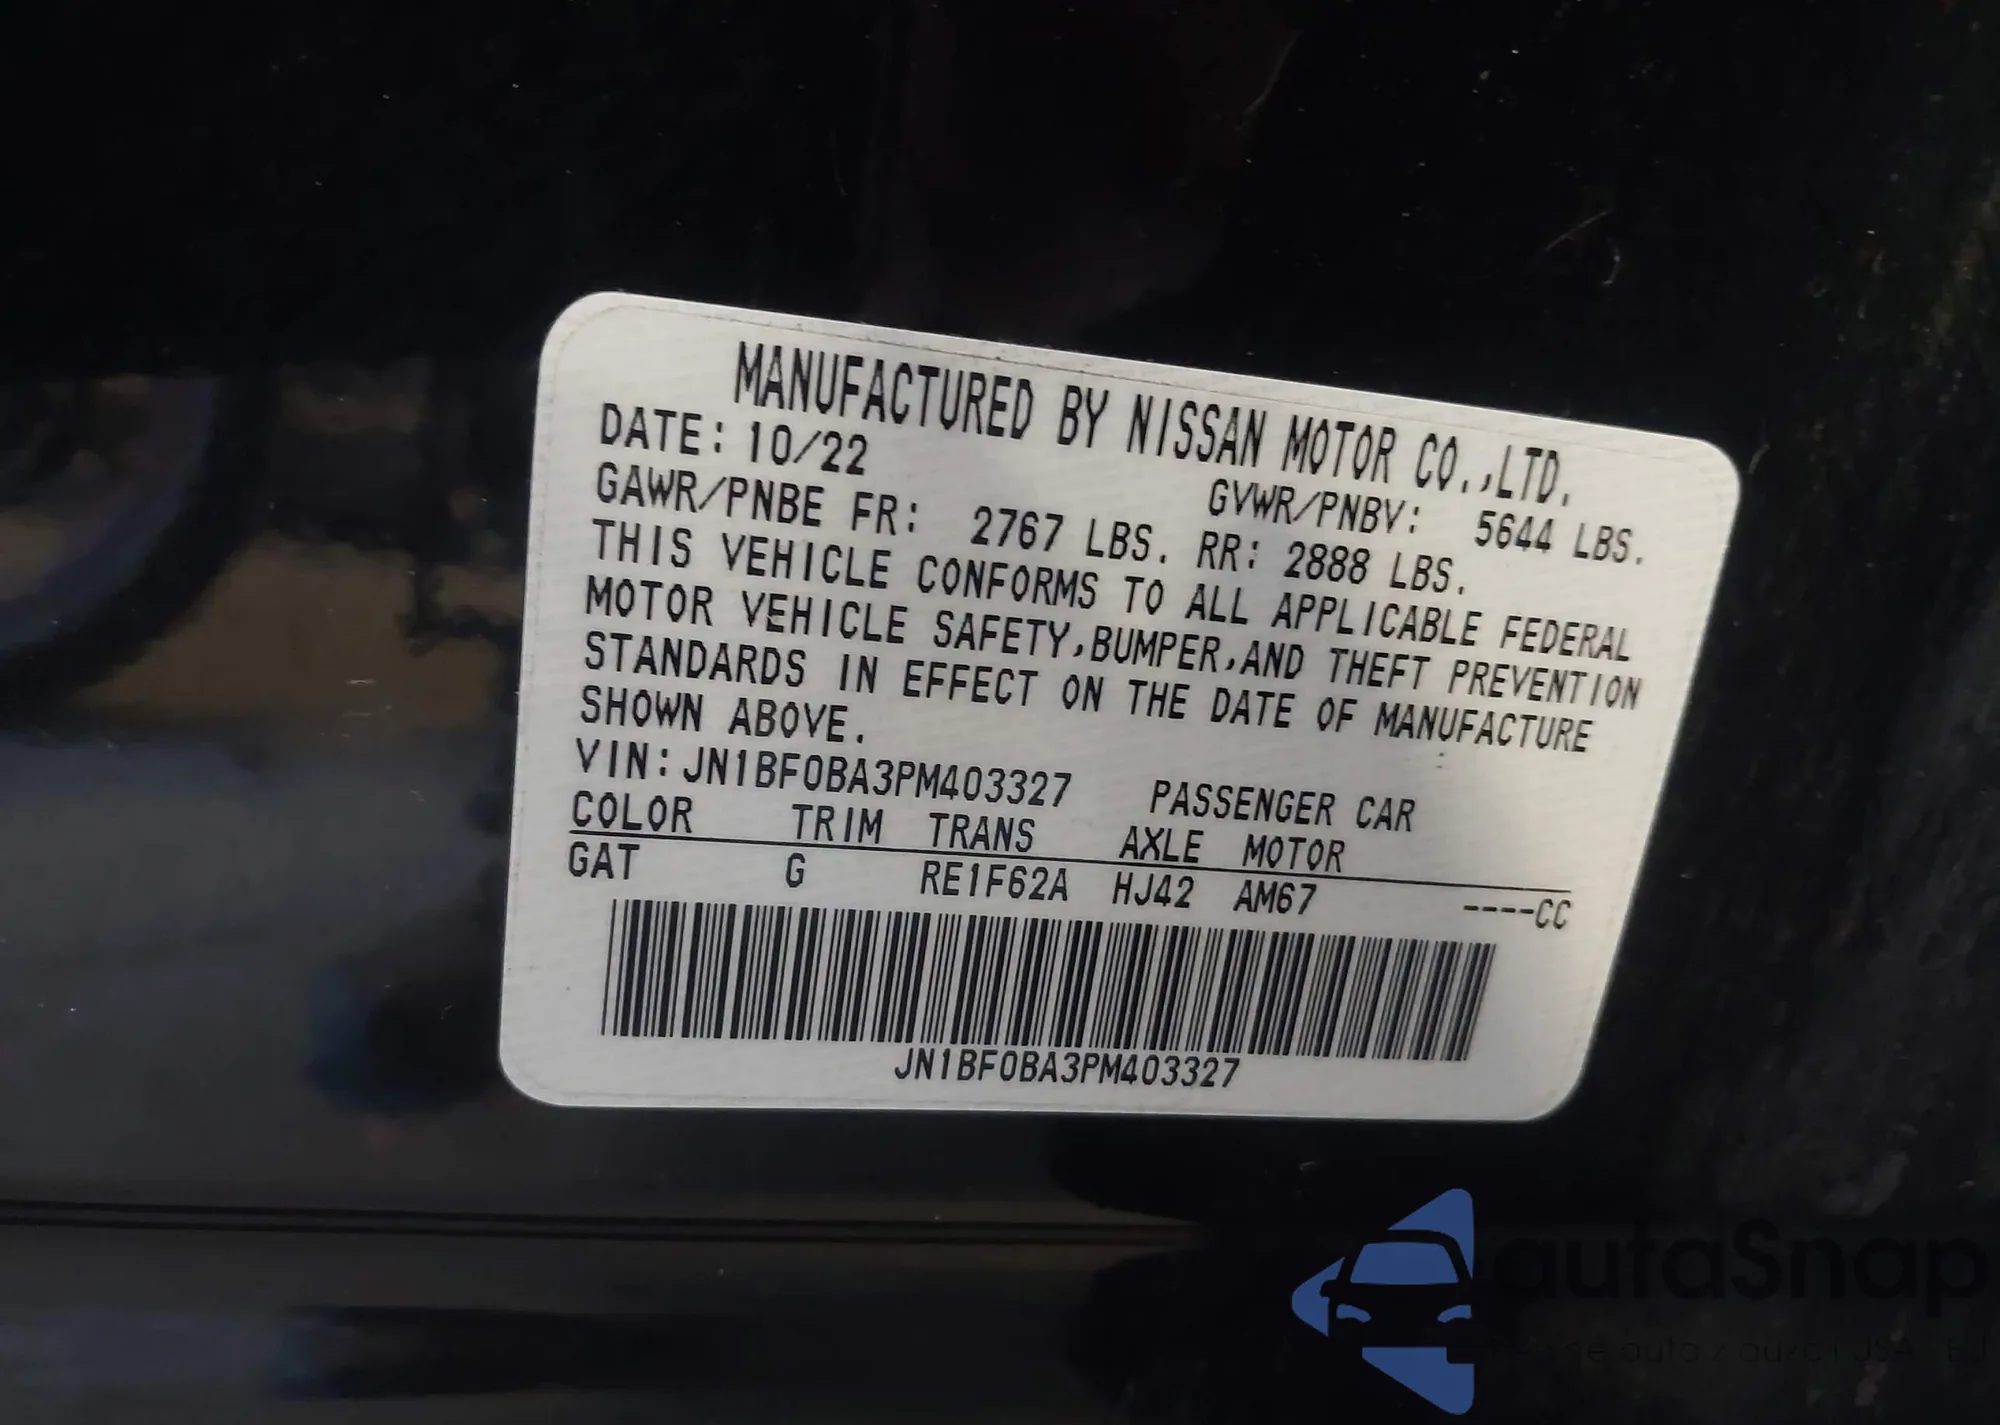 MANUFACTURED BY NISSAN MOTOR CO.,LTD.
DATE: 10/22
GVWR/PNBV: 5644 LBS.
GAWR/PNBE FR: 2767 LBS. RR: 2888 LBS.
THIS VEHICLE CONFORMS TO ALL APPLICABLE FEDERAL
MOTOR VEHICLE SAFETY,BUMPER,AND THEFT PREVENTION
STANDARDS IN EFFECT ON THE DATE OF MANUFACTURE
SHOWN ABOVE.
VIN: JN1BF0BA3PM403327 PASSENGER CAR
COLOR TRIM TRANS AXLE MOTOR
GAT G RE1F62A HJ42 AM67 ----CC
JN1BF0BA3PM403327
autaSnap
auta z